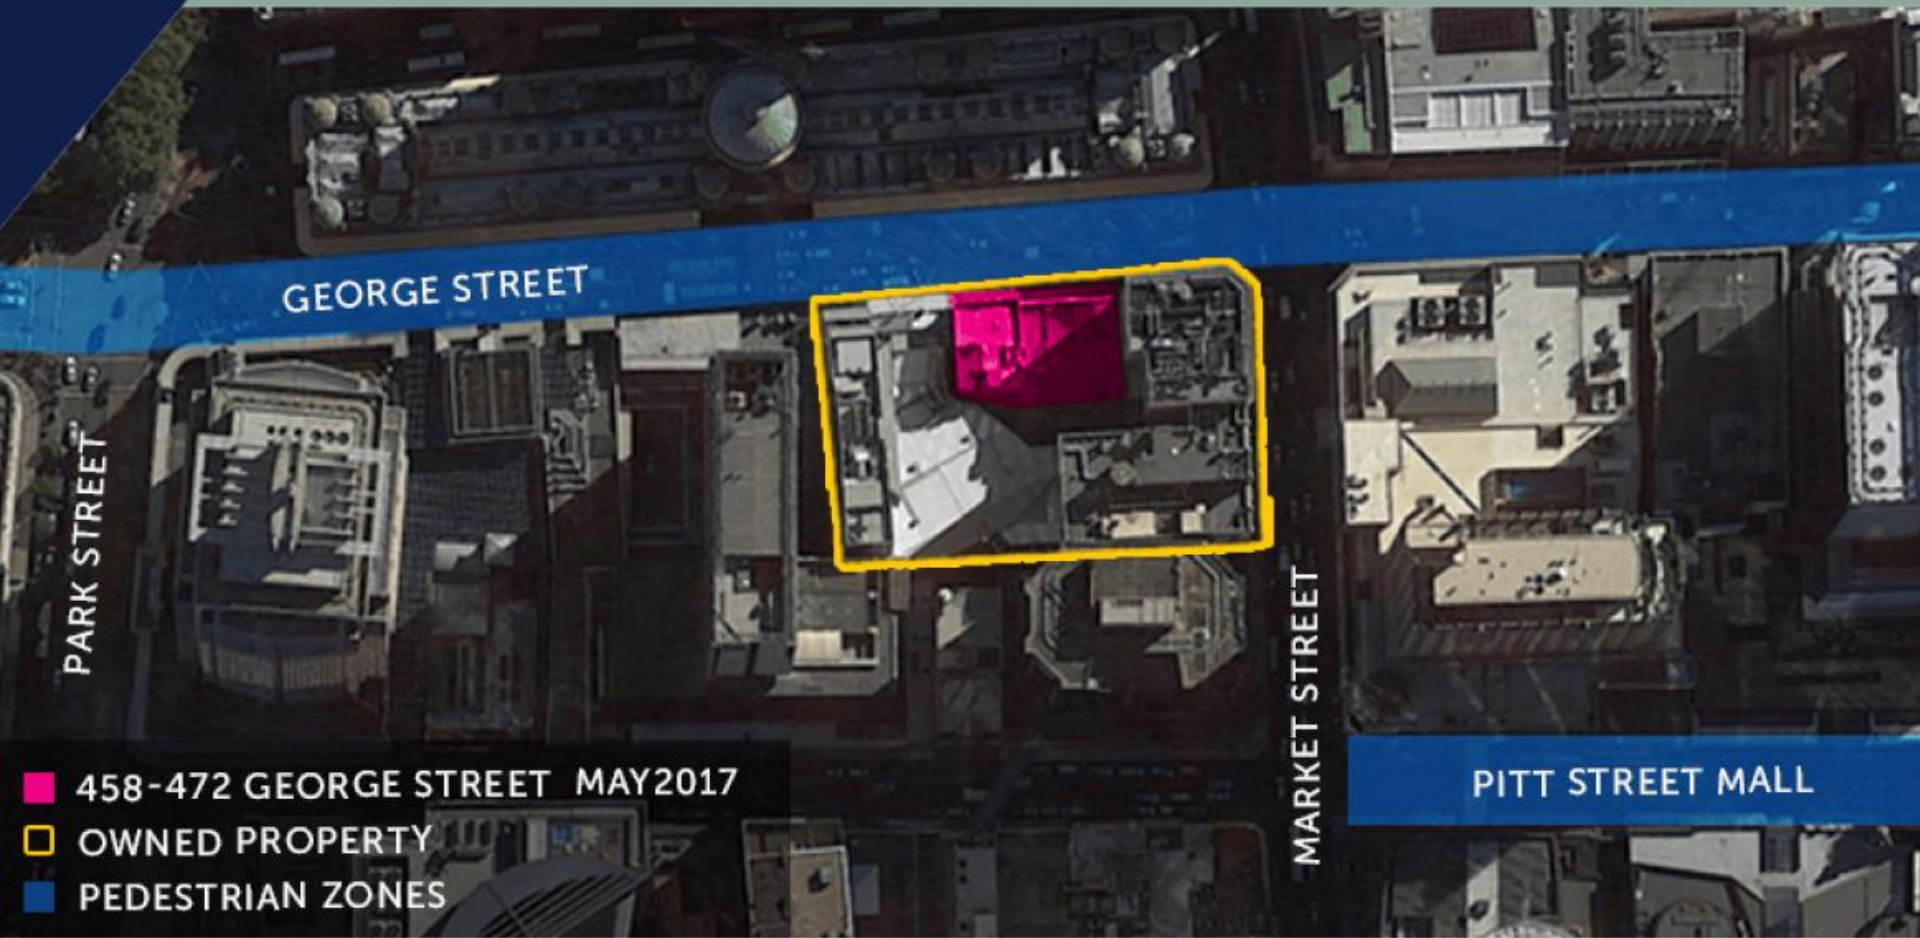 GEORGE STREET
PARK STREET
MARKET STREET
PITT STREET MALL
458-472 GEORGE STREET MAY2017
OWNED PROPERTY
PEDESTRIAN ZONES